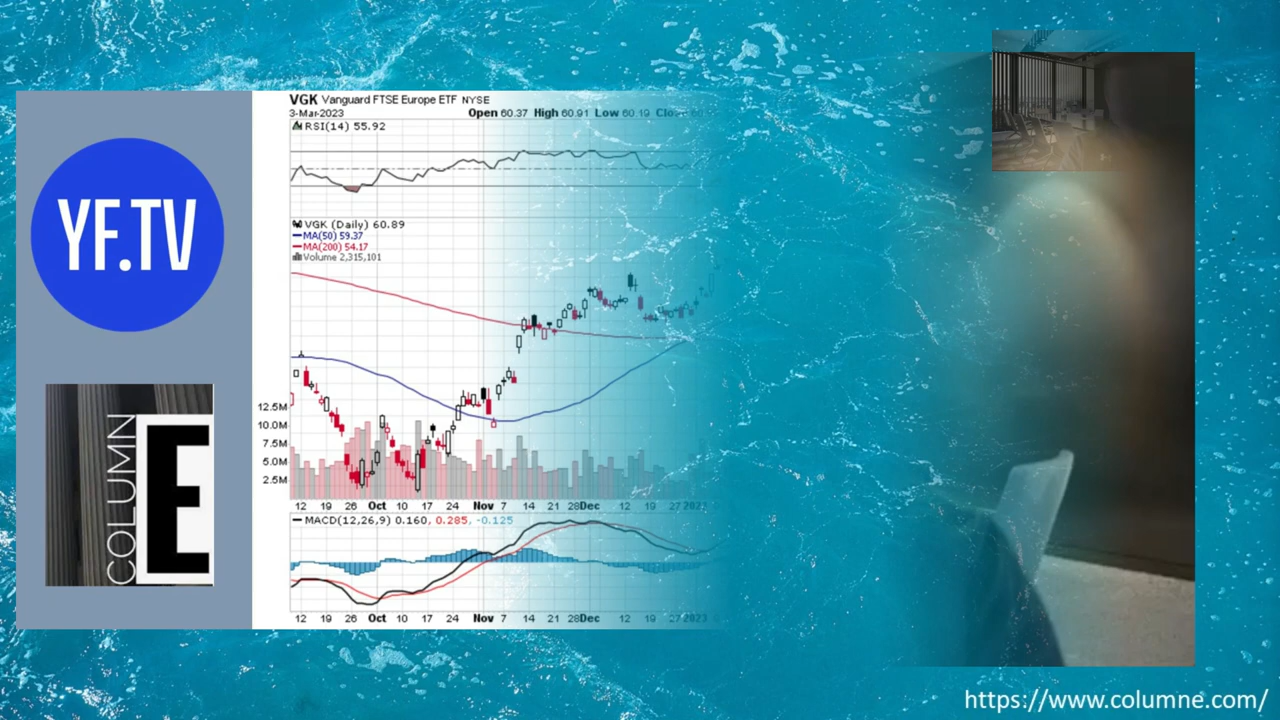 YF.TV
COLUMN
E
VGK Vanguard FTSE Europe ETF NYSE
3-Mar-2023
Open 60.37 High 60.91 Low 60.19
RSI(14) 55.92
VGK (Daily) 60.89
MA(50) 59.37
MA(200) 54.17
Volume 2,315,101
12.5M
10.0M
7.5M
5.0M
2.5M
12 19 26 Oct 10 17 24 Nov 7 14 21 28 Dec 12 19 27 2023
MACD(12,26,9) 0.160, 0.285, -0.125
12 19 26 Oct 10 17 24 Nov 7 14 21 28 Dec 12 19 27 2023
https://www.columne.com/